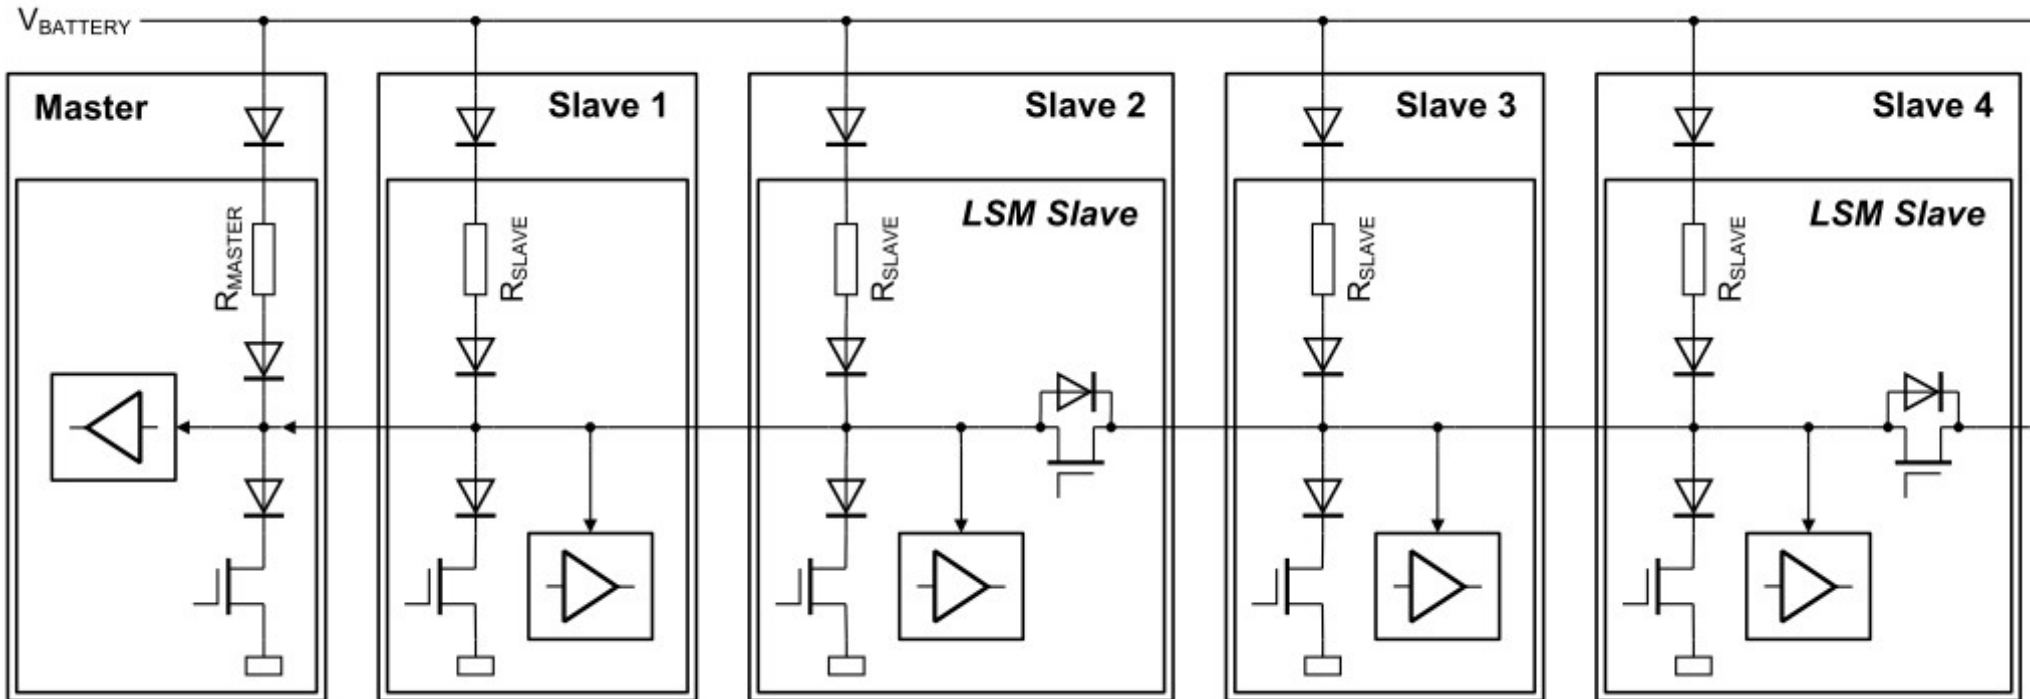 VBATTERY
Master
Slave 1
Slave 2
Slave 3
Slave 4
LSM Slave
LSM Slave
RMASTER
RSLAVE
RSLAVE
RSLAVE
RSLAVE